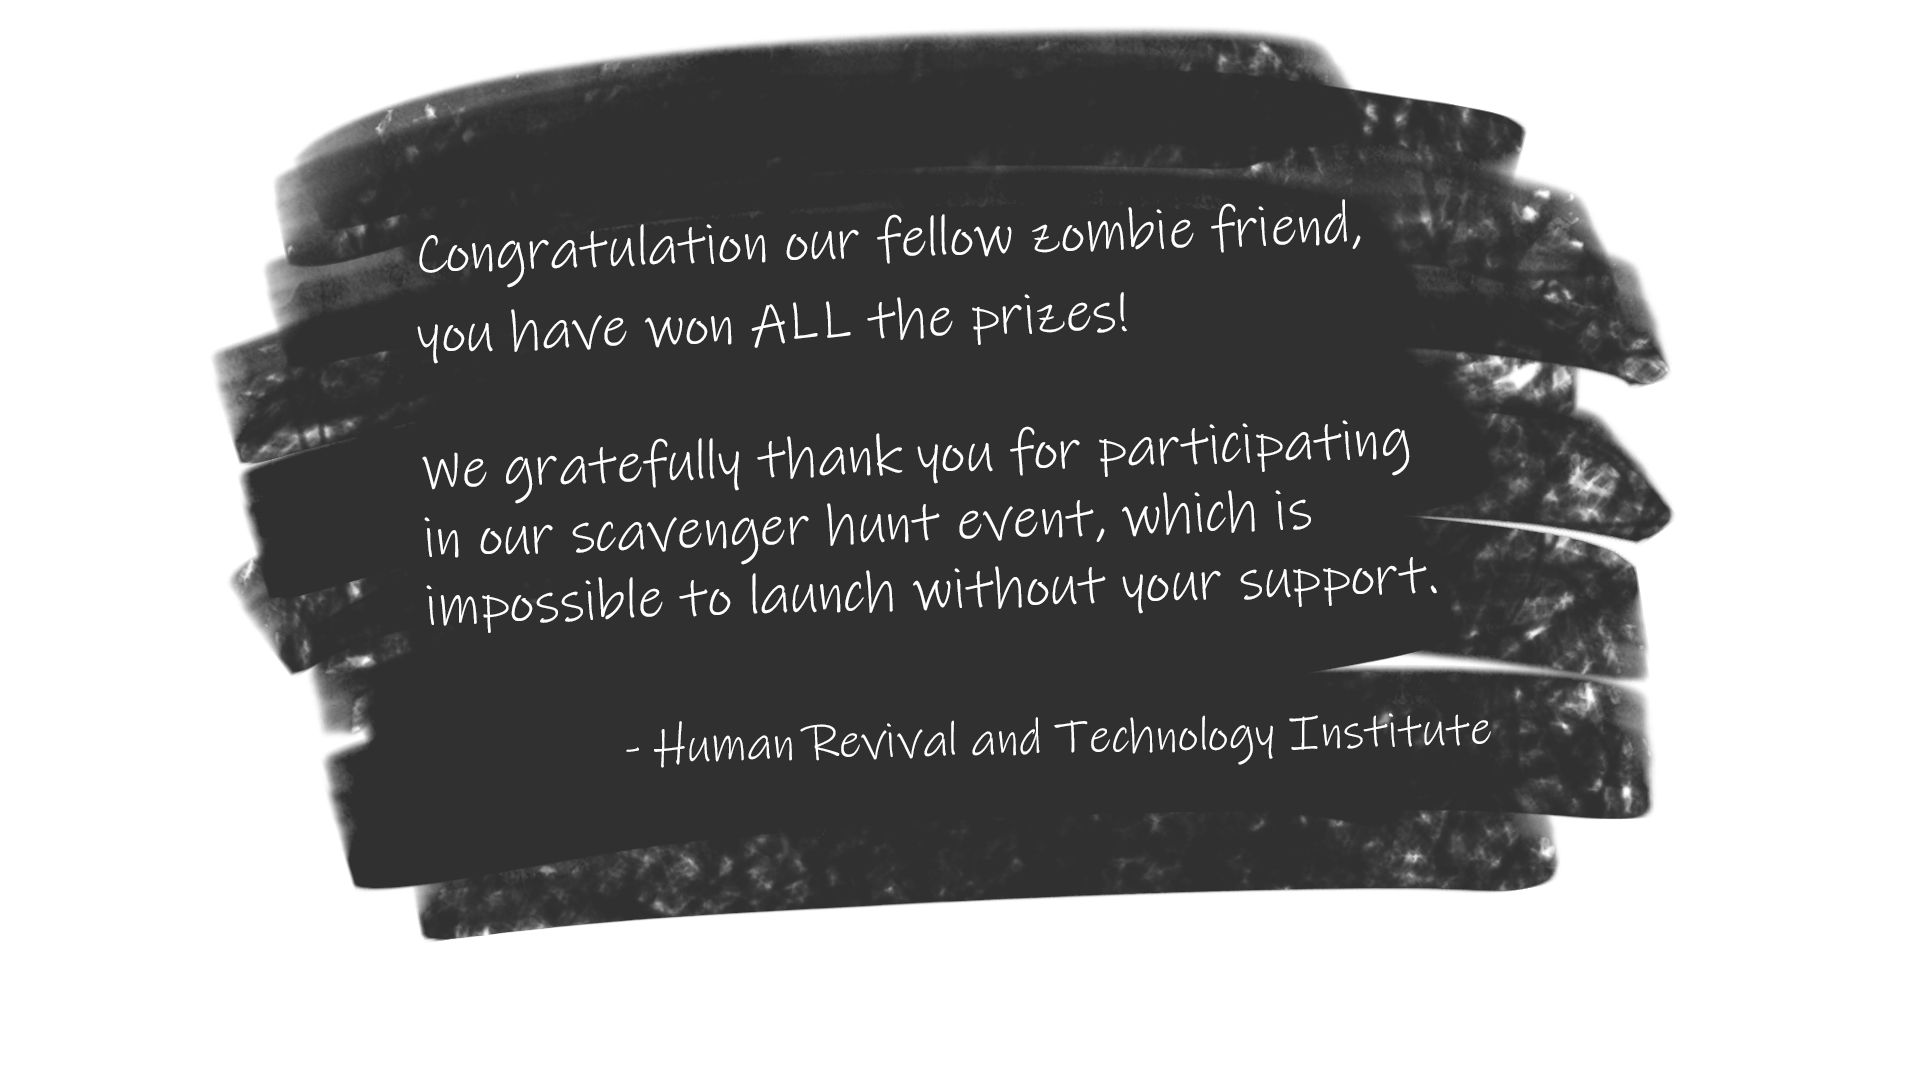 Congratulation our fellow zombie friend,
you have won ALL the prizes!
We gratefully thank you for participating
in our scavenger hunt event, which is
impossible to launch without your support.
- Human Revival and Technology Institute